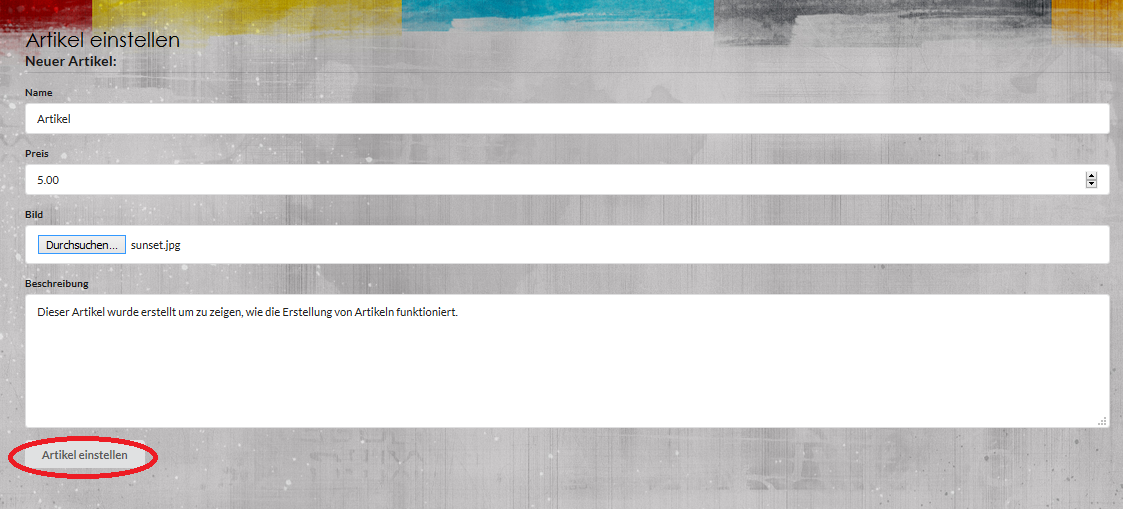 Artikel einstellen
Neuer Artikel:
Name
Artikel
Preis
5.00
Bild
Durchsuchen... sunset.jpg
Beschreibung
Dieser Artikel wurde erstellt um zu zeigen, wie die Erstellung von Artikeln funktioniert.
Artikel einstellen